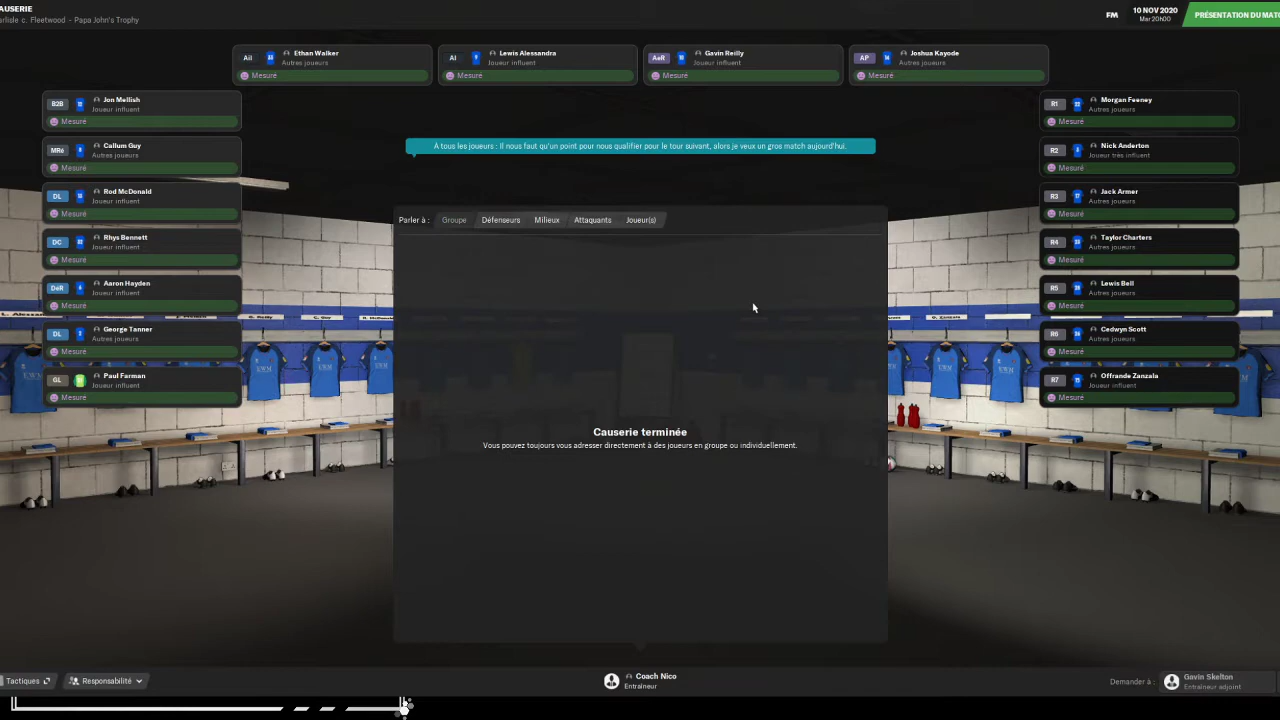 AUSERIE
arlisle c. Fleetwood - Papa John's Trophy
FM
10 NOV 2020
Mar 20h00
PRÉSENTATION DU MATC
Ail
Ethan Walker
Autres joueurs
Mesuré
AI
Lewis Alessandra
Joueur influent
Mesuré
AeR
Gavin Reilly
Joueur influent
Mesuré
AP
Joshua Kayode
Autres joueurs
Mesuré
B2B
Jon Mellish
Joueur influent
Mesuré
MRé
Callum Guy
Autres joueurs
Mesuré
DL
Rod McDonald
Joueur influent
Mesuré
DC
Rhys Bennett
Joueur influent
Mesuré
DeR
Aaron Hayden
Joueur influent
Mesuré
DL
George Tanner
Autres joueurs
Mesuré
GL
Paul Farman
Joueur influent
Mesuré
À tous les joueurs : Il nous faut qu'un point pour nous qualifier pour le tour suivant, alors je veux un gros match aujourd'hui.
Parler à : Groupe Défenseurs Milieux Attaquants Joueur(s)
Causerie terminée
Vous pouvez toujours vous adresser directement à des joueurs en groupe ou individuellement.
R1
Morgan Feeney
Autres joueurs
Mesuré
R2
Nick Anderton
Joueur très influent
Mesuré
R3
Jack Armer
Autres joueurs
Mesuré
R4
Taylor Charters
Autres joueurs
Mesuré
R5
Lewis Bell
Autres joueurs
Mesuré
R6
Cedwyn Scott
Autres joueurs
Mesuré
R7
Offrande Zanzala
Joueur influent
Mesuré
Tactiques
Responsabilité
Coach Nico
Entraîneur
Demander à :
Gavin Skelton
Entraîneur adjoint